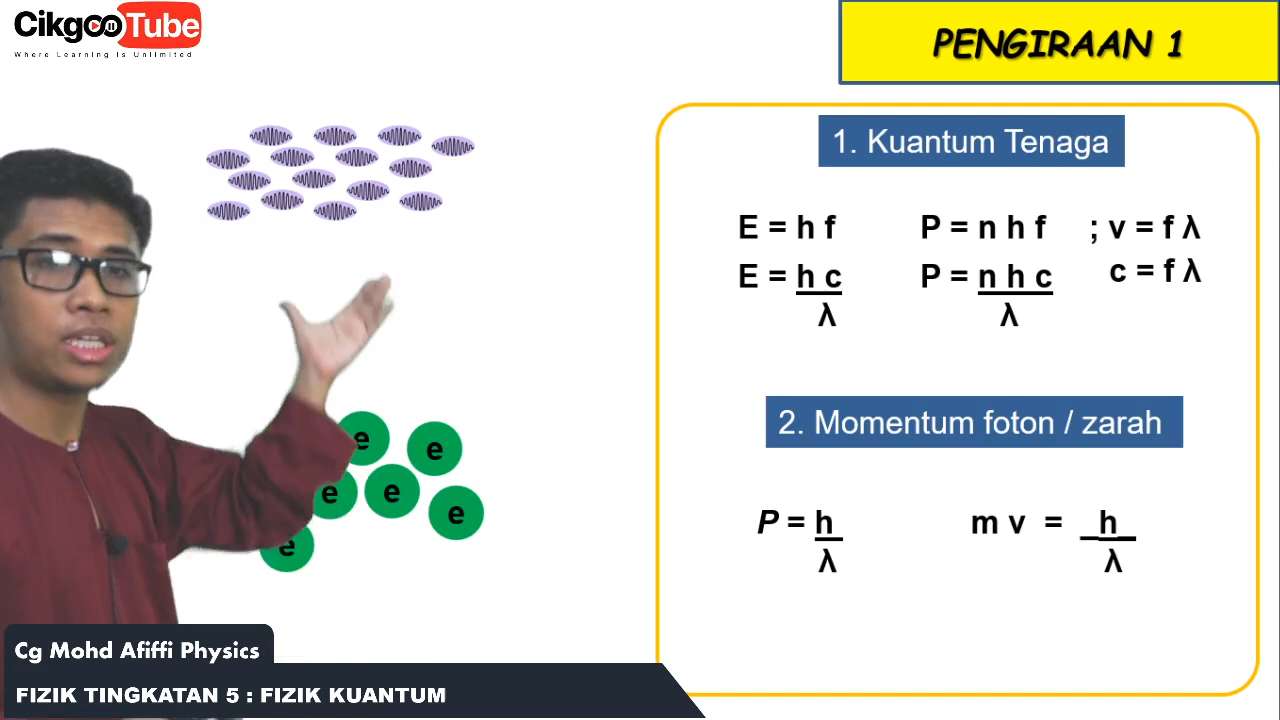 CikgooTube
Where Learning Is Unlimited
PENGIRAAN 1
1. Kuantum Tenaga
E = h f P = n h f ; v = f λ
E = h c P = n h c c = f λ
λ λ
2. Momentum foton / zarah
P = h m v = _h_
λ λ
e
e
e
e
e
e
Cg Mohd Afiffi Physics
FIZIK TINGKATAN 5 : FIZIK KUANTUM